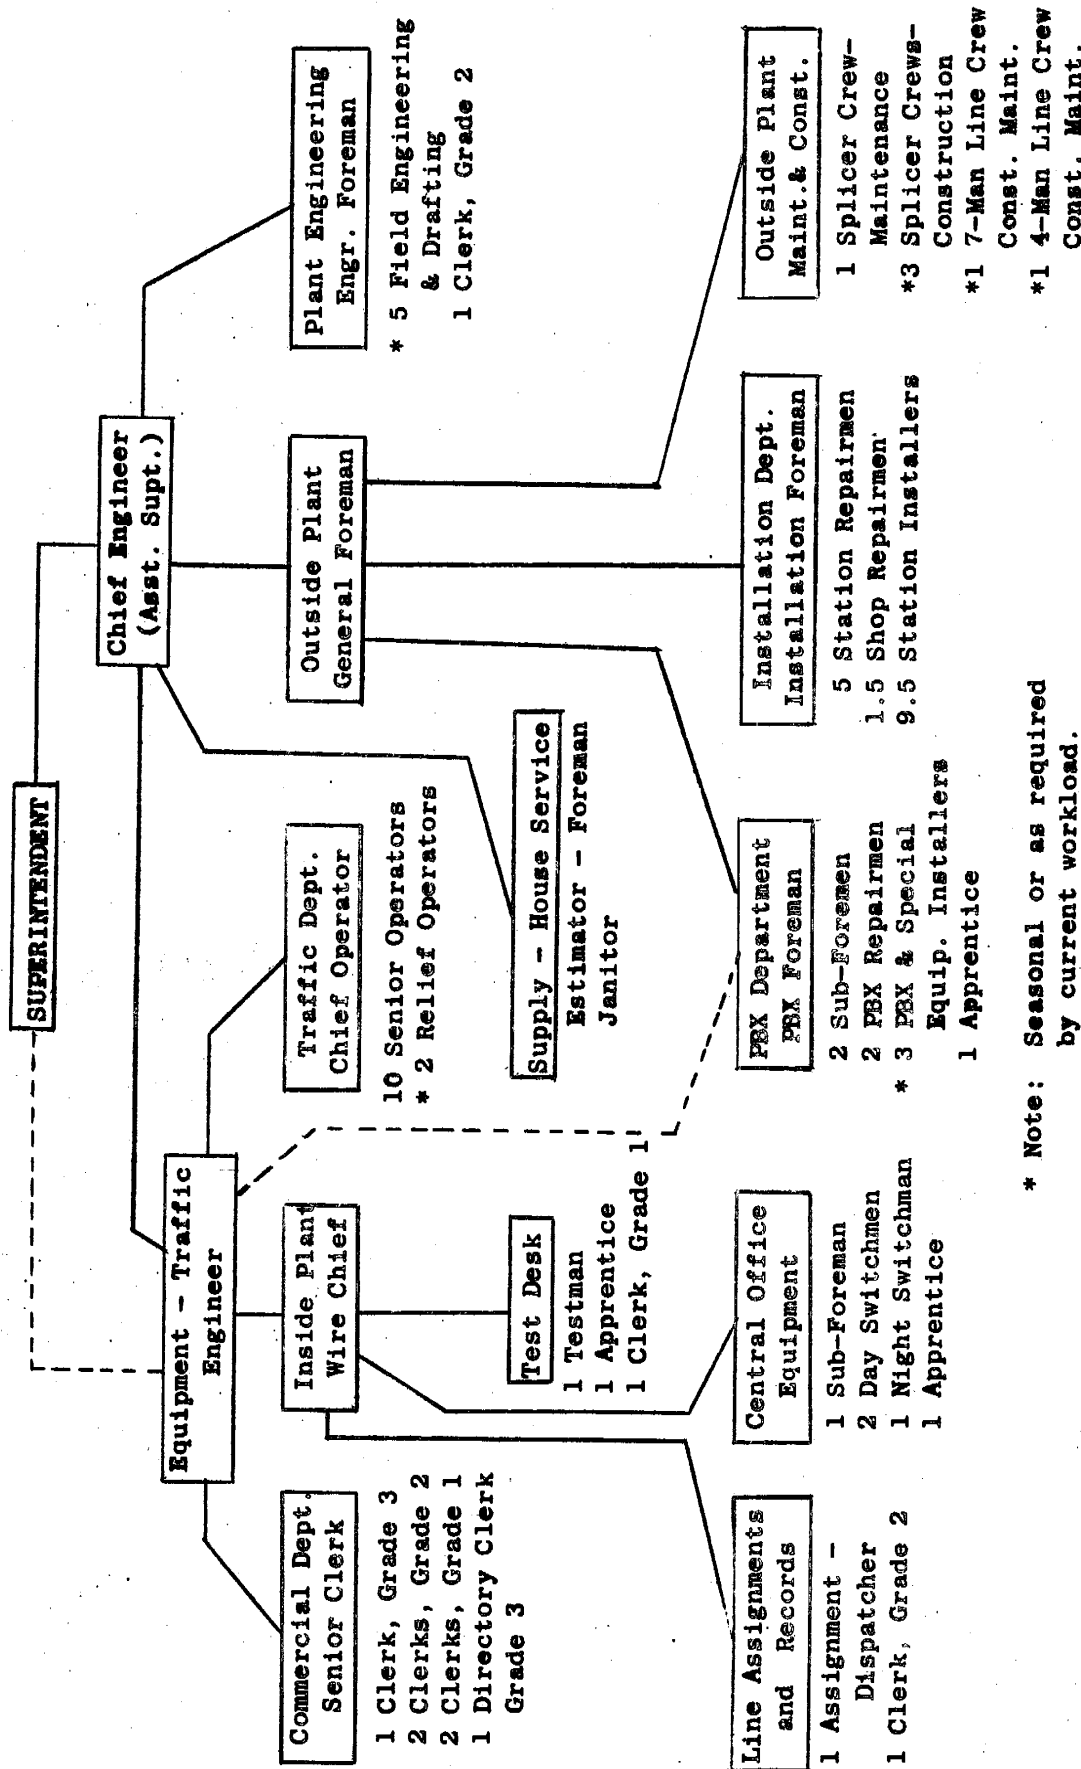 SUPERINTENDENT
Chief Engineer
(Asst. Supt.)
Equipment - Traffic
Engineer
Commercial Dept.
Senior Clerk
1 Clerk, Grade 3
2 Clerks, Grade 2
2 Clerks, Grade 1
1 Directory Clerk
Grade 3
Inside Plant
Wire Chief
Traffic Dept.
Chief Operator
10 Senior Operators
* 2 Relief Operators
Outside Plant
General Foreman
Plant Engineering
Engr. Foreman
* 5 Field Engineering
& Drafting
1 Clerk, Grade 2
Test Desk
1 Testman
1 Apprentice
1 Clerk, Grade 1
Supply - House Service
Estimator - Foreman
Janitor
Line Assignments
and Records
1 Assignment -
Dispatcher
1 Clerk, Grade 2
Central Office
Equipment
1 Sub-Foreman
2 Day Switchmen
1 Night Switchman
1 Apprentice
PBX Department
PBX Foreman
2 Sub-Foremen
2 PBX Repairmen
* 3 PBX & Special
Equip. Installers
1 Apprentice
Installation Dept.
Installation Foreman
5 Station Repairmen
1.5 Shop Repairmen
9.5 Station Installers
Outside Plant
Maint.& Const.
1 Splicer Crew-
Maintenance
*3 Splicer Crews-
Construction
*1 7-Man Line Crew
Const. Maint.
*1 4-Man Line Crew
Const. Maint.
* Note: Seasonal or as required
by current workload.